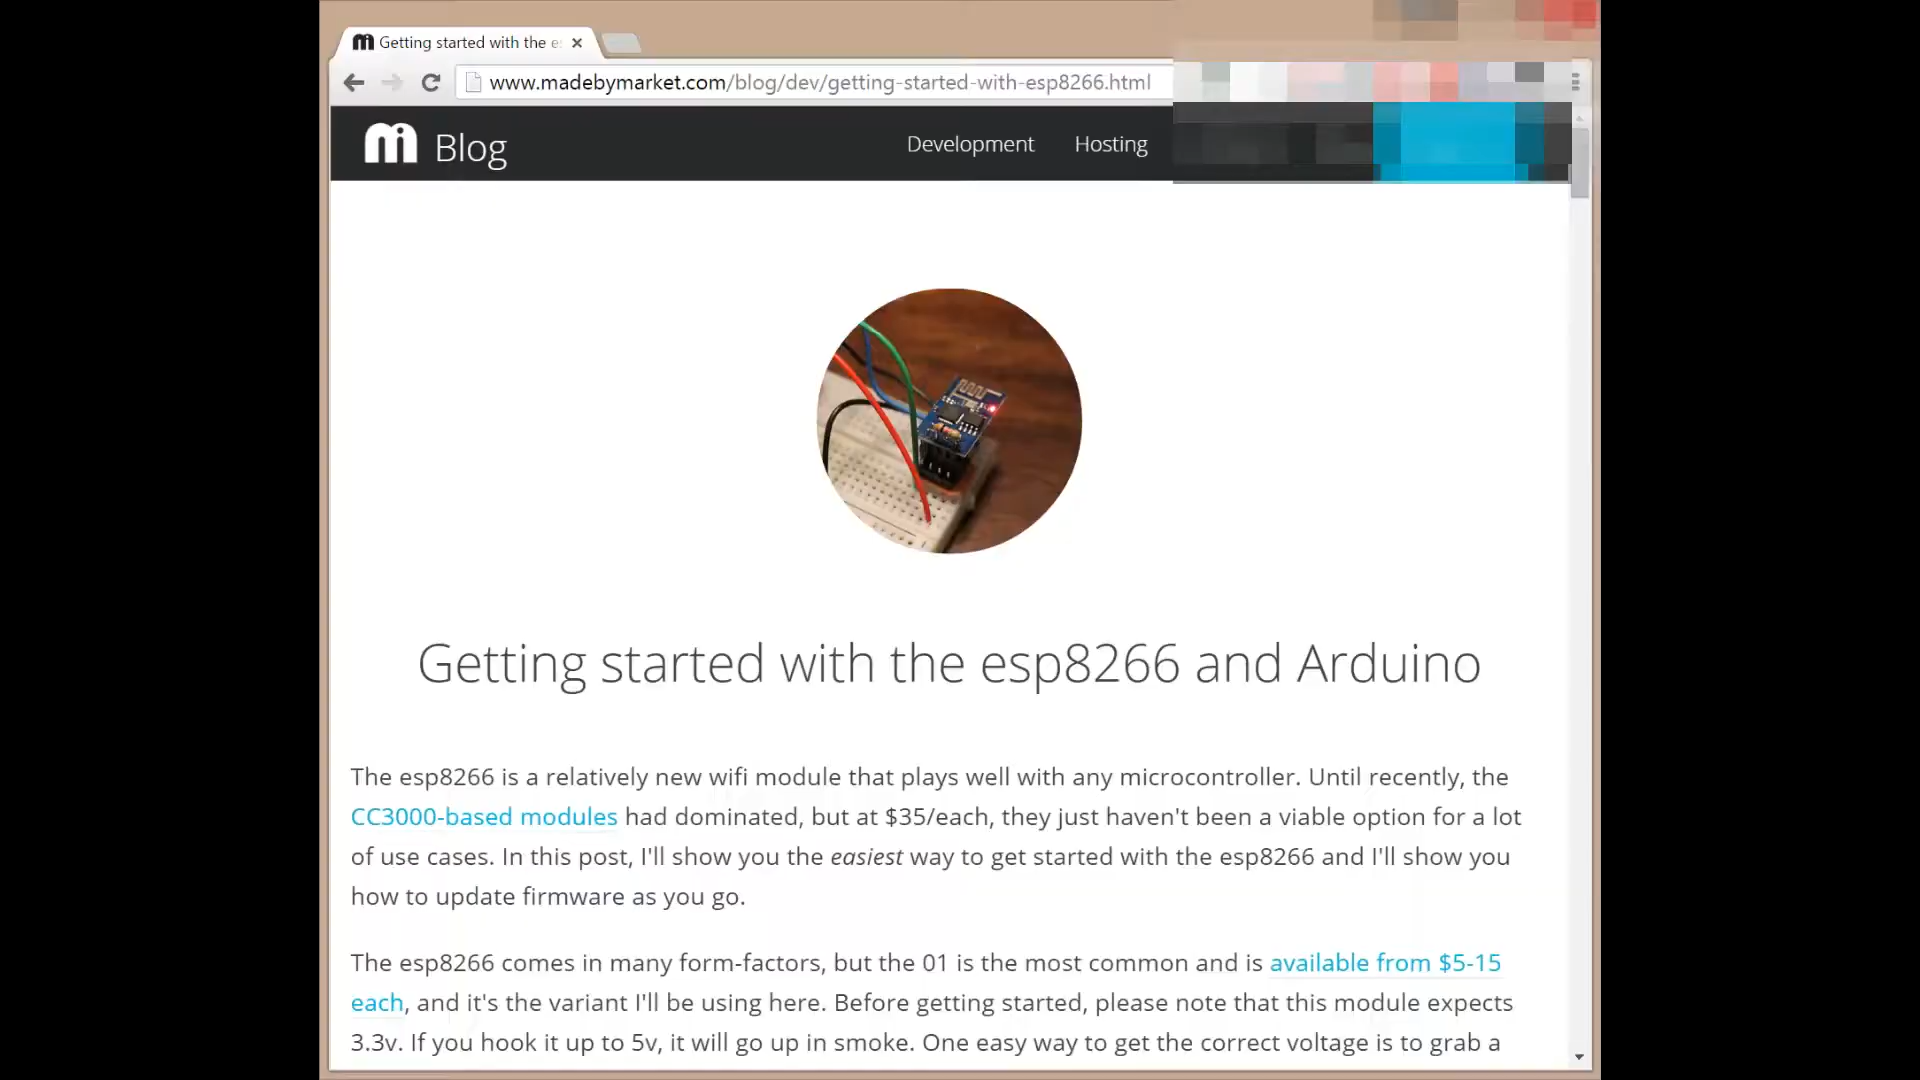 Getting started with the e
www.madebymarket.com/blog/dev/getting-started-with-esp8266.html
Blog
Development
Hosting
Getting started with the esp8266 and Arduino
The esp8266 is a relatively new wifi module that plays well with any microcontroller. Until recently, the
CC3000-based modules had dominated, but at $35/each, they just haven't been a viable option for a lot
of use cases. In this post, I'll show you the easiest way to get started with the esp8266 and I'll show you
how to update firmware as you go.
The esp8266 comes in many form-factors, but the 01 is the most common and is available from $5-15
each, and it's the variant I'll be using here. Before getting started, please note that this module expects
3.3v. If you hook it up to 5v, it will go up in smoke. One easy way to get the correct voltage is to grab a